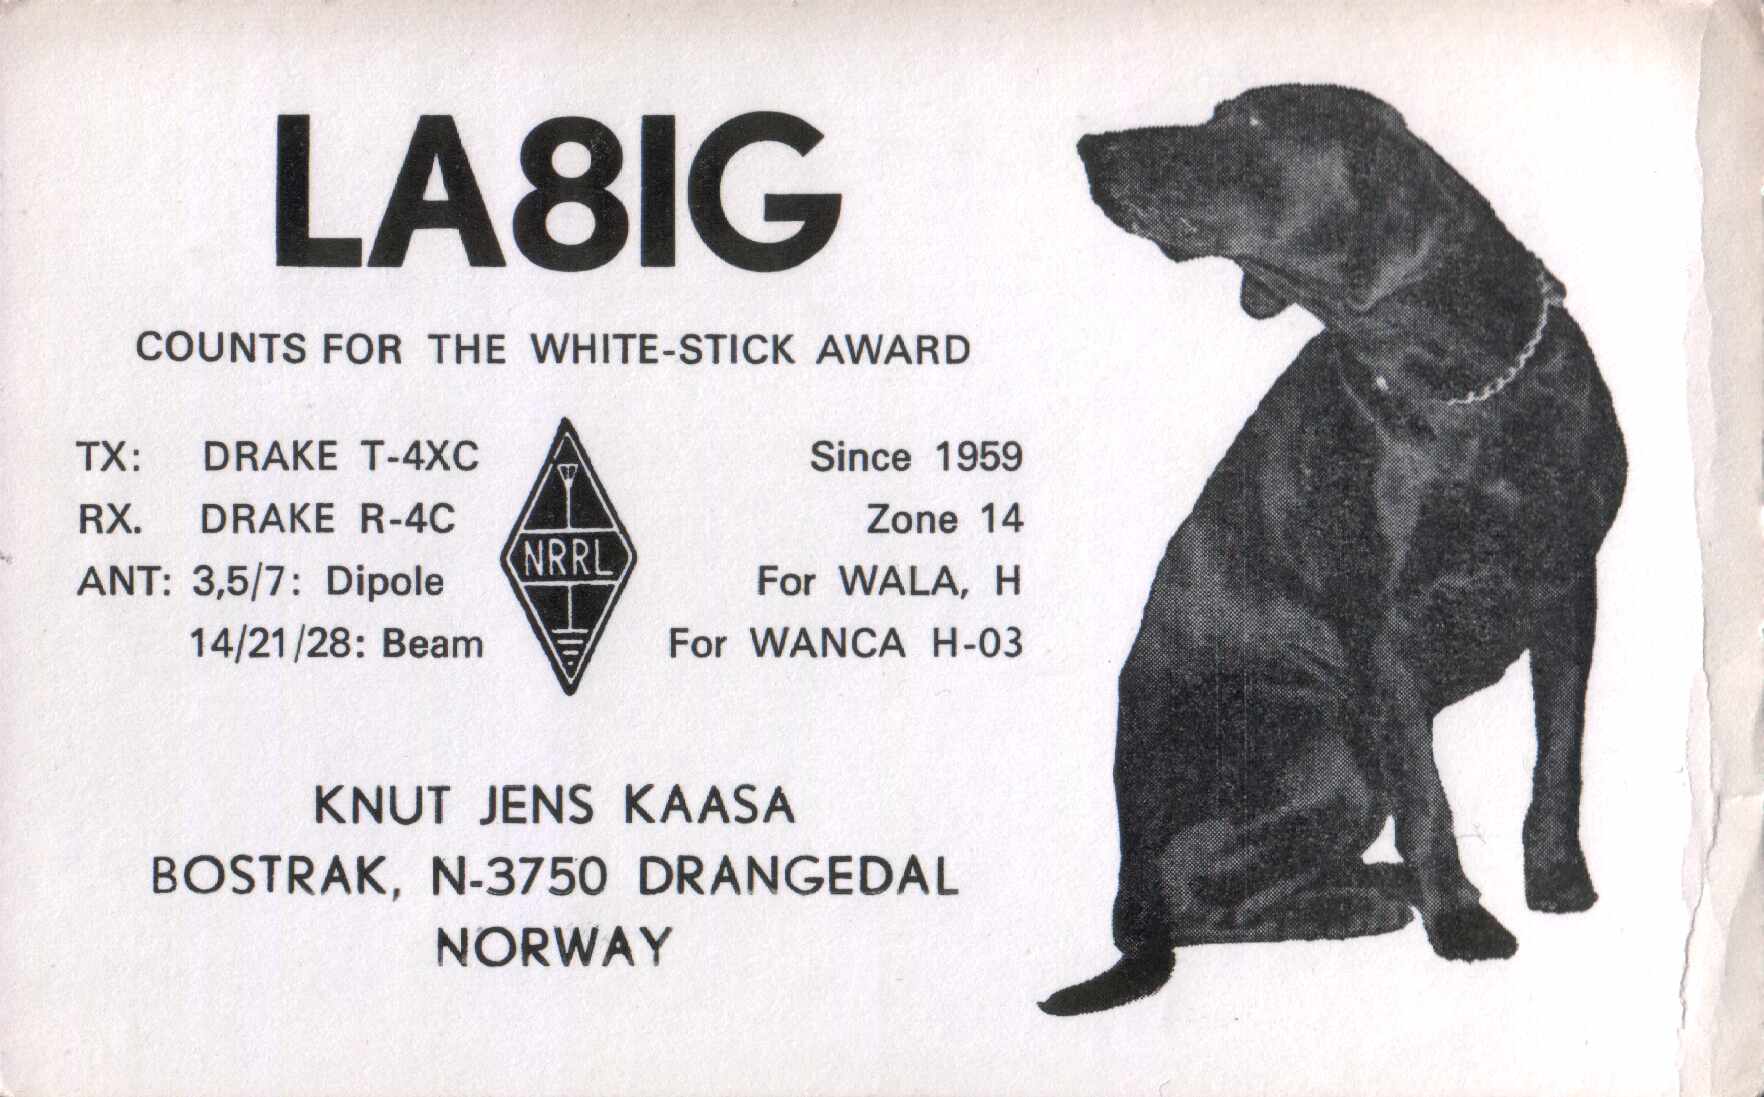 LA8IG
COUNTS FOR THE WHITE-STICK AWARD
TX: DRAKE T-4XC
RX. DRAKE R-4C
ANT: 3,5/7: Dipole
14/21/28: Beam
NRRL
Since 1959
Zone 14
For WALA, H
For WANCA H-03
KNUT JENS KAASA
BOSTRAK, N-3750 DRANGEDAL
NORWAY